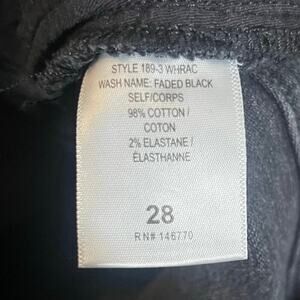 STYLE 189-3 WHRAC
WASH NAME: FADED BLACK
SELF/CORPS
98% COTTON /
COTON
2% ELASTANE /
ÉLASTHANNE
28
RN# 146770